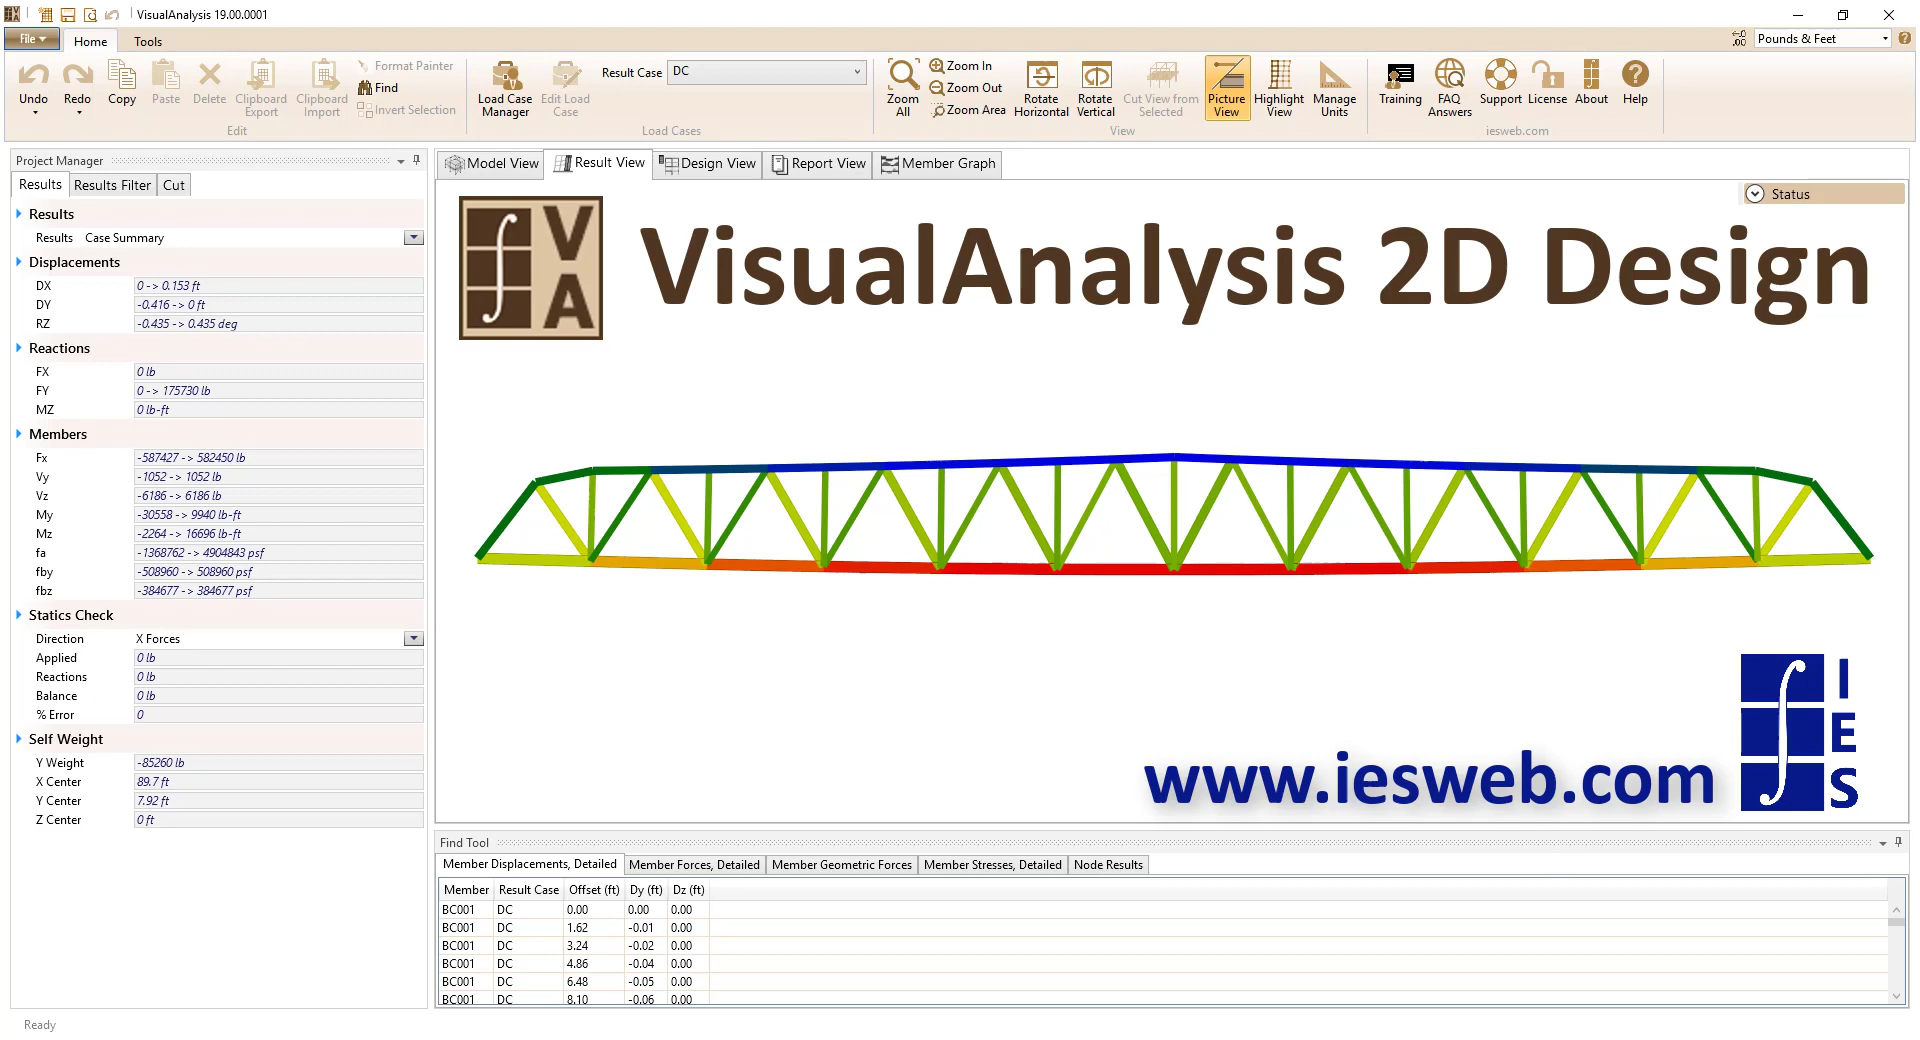 VisualAnalysis 19.00.0001
File
Home
Tools
Pounds & Feet
Undo
Redo
Copy
Paste
Delete
Clipboard Export
Clipboard Import
Format Painter
Find
Invert Selection
Edit
Load Case Manager
Edit Load Case
Result Case DC
Load Cases
Zoom All
Zoom In
Zoom Out
Zoom Area
Rotate Horizontal
Rotate Vertical
Cut View from Selected
Picture View
Highlight View
Manage Units
View
Training
FAQ Answers
Support
License
About
Help
iesweb.com
Project Manager
Results
Results Filter
Cut
Results
Results Case Summary
Displacements
DX 0 -> 0.153 ft
DY -0.416 -> 0 ft
RZ -0.435 -> 0.435 deg
Reactions
FX 0 lb
FY 0 -> 175730 lb
MZ 0 lb-ft
Members
Fx -587427 -> 582450 lb
Vy -1052 -> 1052 lb
Vz -6186 -> 6186 lb
My -30558 -> 9940 lb-ft
Mz -2264 -> 16696 lb-ft
fa -1368762 -> 4904843 psf
fby -508960 -> 508960 psf
fbz -384677 -> 384677 psf
Statics Check
Direction X Forces
Applied 0 lb
Reactions 0 lb
Balance 0 lb
% Error 0
Self Weight
Y Weight -85260 lb
X Center 89.7 ft
Y Center 7.92 ft
Z Center 0 ft
Model View
Result View
Design View
Report View
Member Graph
Status
VA
VisualAnalysis 2D Design
www.iesweb.com
IES
Find Tool
Member Displacements, Detailed
Member Forces, Detailed
Member Geometric Forces
Member Stresses, Detailed
Node Results
Member Result Case Offset (ft) Dy (ft) Dz (ft)
BC001 DC 0.00 0.00 0.00
BC001 DC 1.62 -0.01 0.00
BC001 DC 3.24 -0.02 0.00
BC001 DC 4.86 -0.04 0.00
BC001 DC 6.48 -0.05 0.00
BC001 DC 8.10 -0.06 0.00
Ready